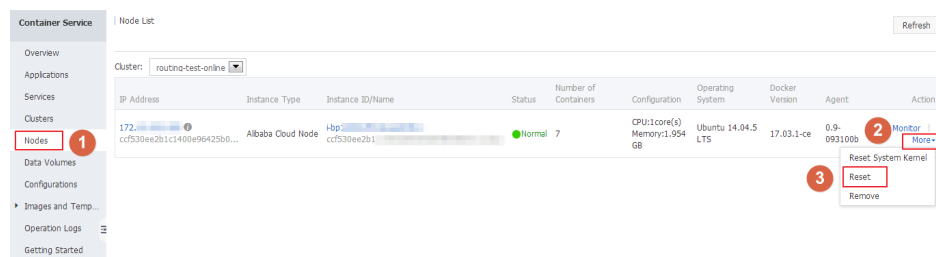 Container Service
Node List
Refresh
Overview
Applications
Services
Clusters
Nodes
Data Volumes
Configurations
Images and Temp...
Operation Logs
Getting Started
1
Cluster: routing-test-online
IP Address
Instance Type
Instance ID/Name
Status
Number of
Containers
Configuration
Operating
System
Docker
Version
Agent
Action
172.
ccf530ee2b1c1400e96425b0...
Alibaba Cloud Node
i-bp1
ccf530ee2b1
Normal
7
CPU:1core(s)
Memory:1.954
GB
Ubuntu 14.04.5
LTS
17.03.1-ce
0.9-
093100b
2
Monitor |
More
Reset System Kernel
3
Reset
Remove